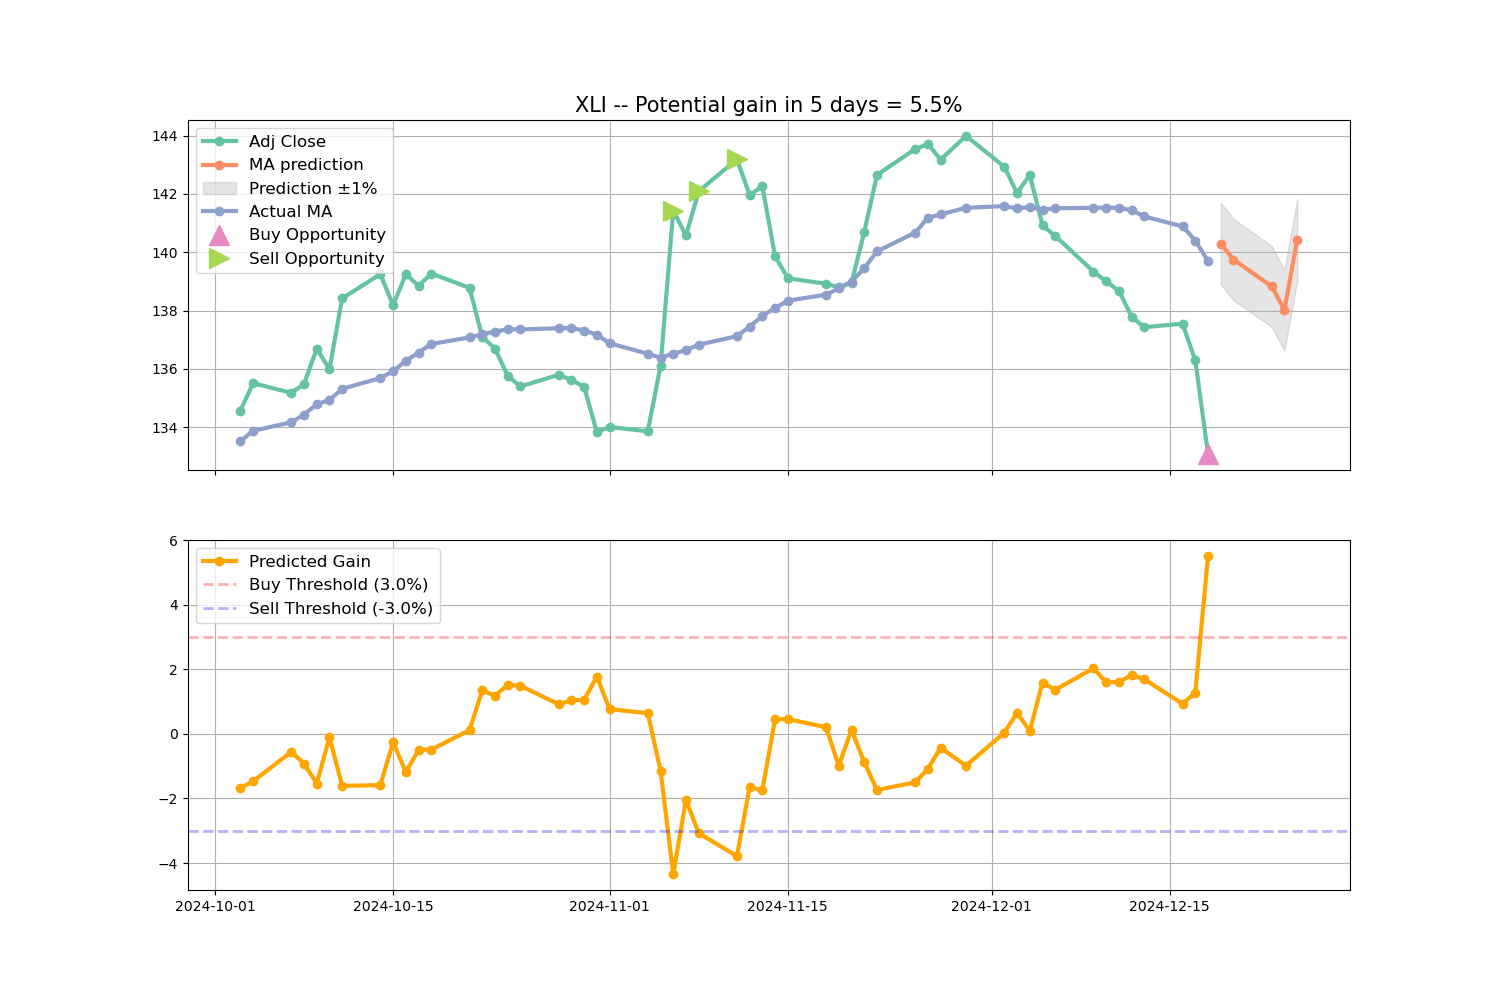 XLI -- Potential gain in 5 days = 5.5%
144
142
140
138
136
134
Adj Close
MA prediction
Prediction ±1%
Actual MA
Buy Opportunity
Sell Opportunity
6
4
2
0
−2
−4
Predicted Gain
Buy Threshold (3.0%)
Sell Threshold (-3.0%)
2024-10-01
2024-10-15
2024-11-01
2024-11-15
2024-12-01
2024-12-15